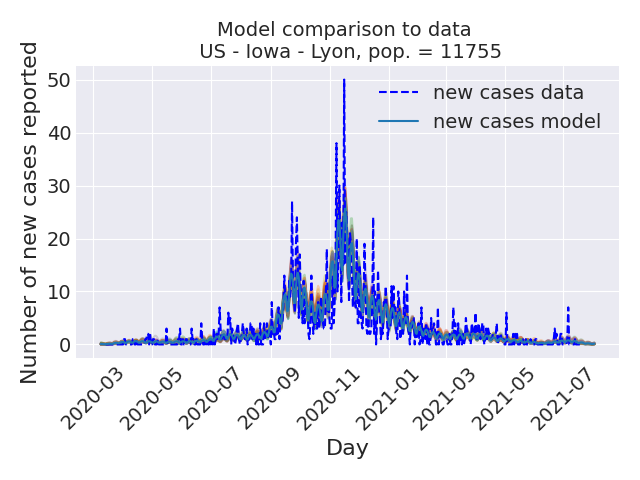 Model comparison to data
US - Iowa - Lyon, pop. = 11755
Number of new cases reported
50
40
30
20
10
0
new cases data
new cases model
2020-03
2020-05
2020-07
2020-09
2020-11
2021-01
2021-03
2021-05
2021-07
Day